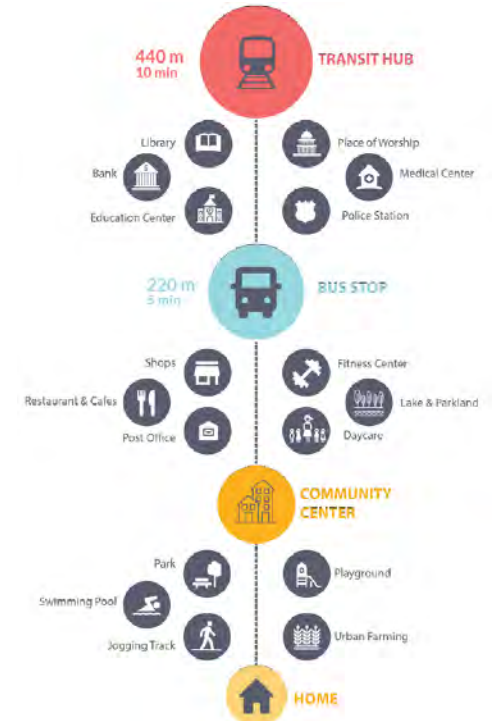 440 m
10 min
TRANSIT HUB
Library
Place of Worship
Bank
Medical Center
Education Center
Police Station
220 m
5 min
BUS STOP
Shops
Fitness Center
Restaurant & Cafes
Lake & Parkland
Post Office
Daycare
COMMUNITY
CENTER
Park
Playground
Swimming Pool
Jogging Track
Urban Farming
HOME